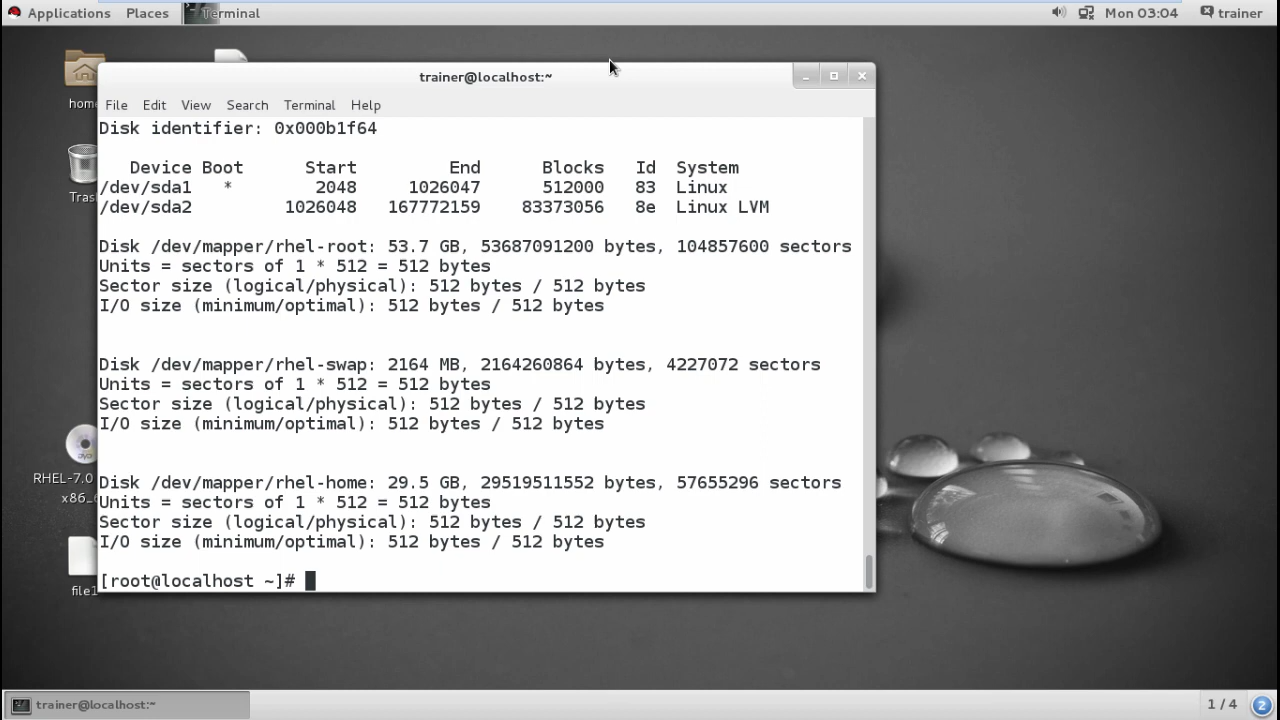 Applications Places Terminal Mon 03:04 trainer
home
trainer@localhost:~
File Edit View Search Terminal Help
Disk identifier: 0x000b1f64
Device Boot Start End Blocks Id System
/dev/sda1 * 2048 1026047 512000 83 Linux
/dev/sda2 1026048 167772159 83373056 8e Linux LVM
Disk /dev/mapper/rhel-root: 53.7 GB, 53687091200 bytes, 104857600 sectors
Units = sectors of 1 * 512 = 512 bytes
Sector size (logical/physical): 512 bytes / 512 bytes
I/O size (minimum/optimal): 512 bytes / 512 bytes
Disk /dev/mapper/rhel-swap: 2164 MB, 2164260864 bytes, 4227072 sectors
Units = sectors of 1 * 512 = 512 bytes
Sector size (logical/physical): 512 bytes / 512 bytes
I/O size (minimum/optimal): 512 bytes / 512 bytes
Disk /dev/mapper/rhel-home: 29.5 GB, 29519511552 bytes, 57655296 sectors
Units = sectors of 1 * 512 = 512 bytes
Sector size (logical/physical): 512 bytes / 512 bytes
I/O size (minimum/optimal): 512 bytes / 512 bytes
[root@localhost ~]#
Tras
RHEL-7.0
x86_6
file1
trainer@localhost:~ 1 / 4 2